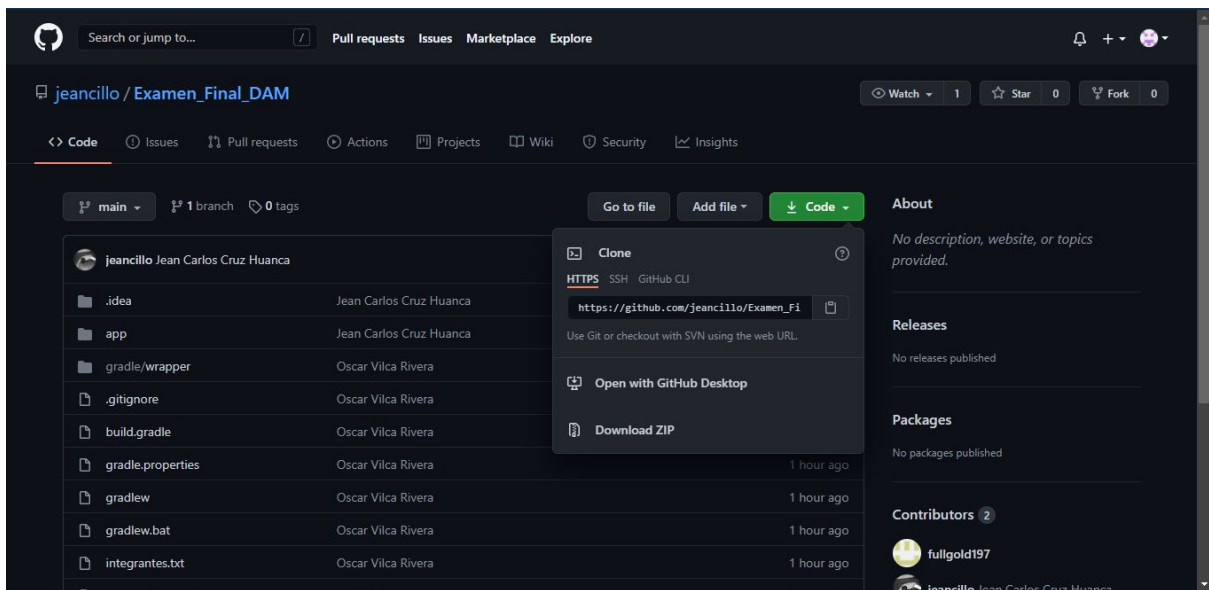 Search or jump to... / Pull requests Issues Marketplace Explore
jeancillo / Examen_Final_DAM
Watch 1 Star 0 Fork 0
<> Code Issues Pull requests Actions Projects Wiki Security Insights
main 1 branch 0 tags Go to file Add file Code
jeancillo Jean Carlos Cruz Huanca
.idea Jean Carlos Cruz Huanca
app Jean Carlos Cruz Huanca
gradle/wrapper Oscar Vilca Rivera
.gitignore Oscar Vilca Rivera
build.gradle Oscar Vilca Rivera
gradle.properties Oscar Vilca Rivera 1 hour ago
gradlew Oscar Vilca Rivera 1 hour ago
gradlew.bat Oscar Vilca Rivera 1 hour ago
integrantes.txt Oscar Vilca Rivera 1 hour ago
Clone
HTTPS SSH GitHub CLI
https://github.com/jeancillo/Examen_Fi
Use Git or checkout with SVN using the web URL.
Open with GitHub Desktop
Download ZIP
About
No description, website, or topics
provided.
Releases
No releases published
Packages
No packages published
Contributors 2
fullgold197
jeancillo Jean Carlos Cruz Huanca